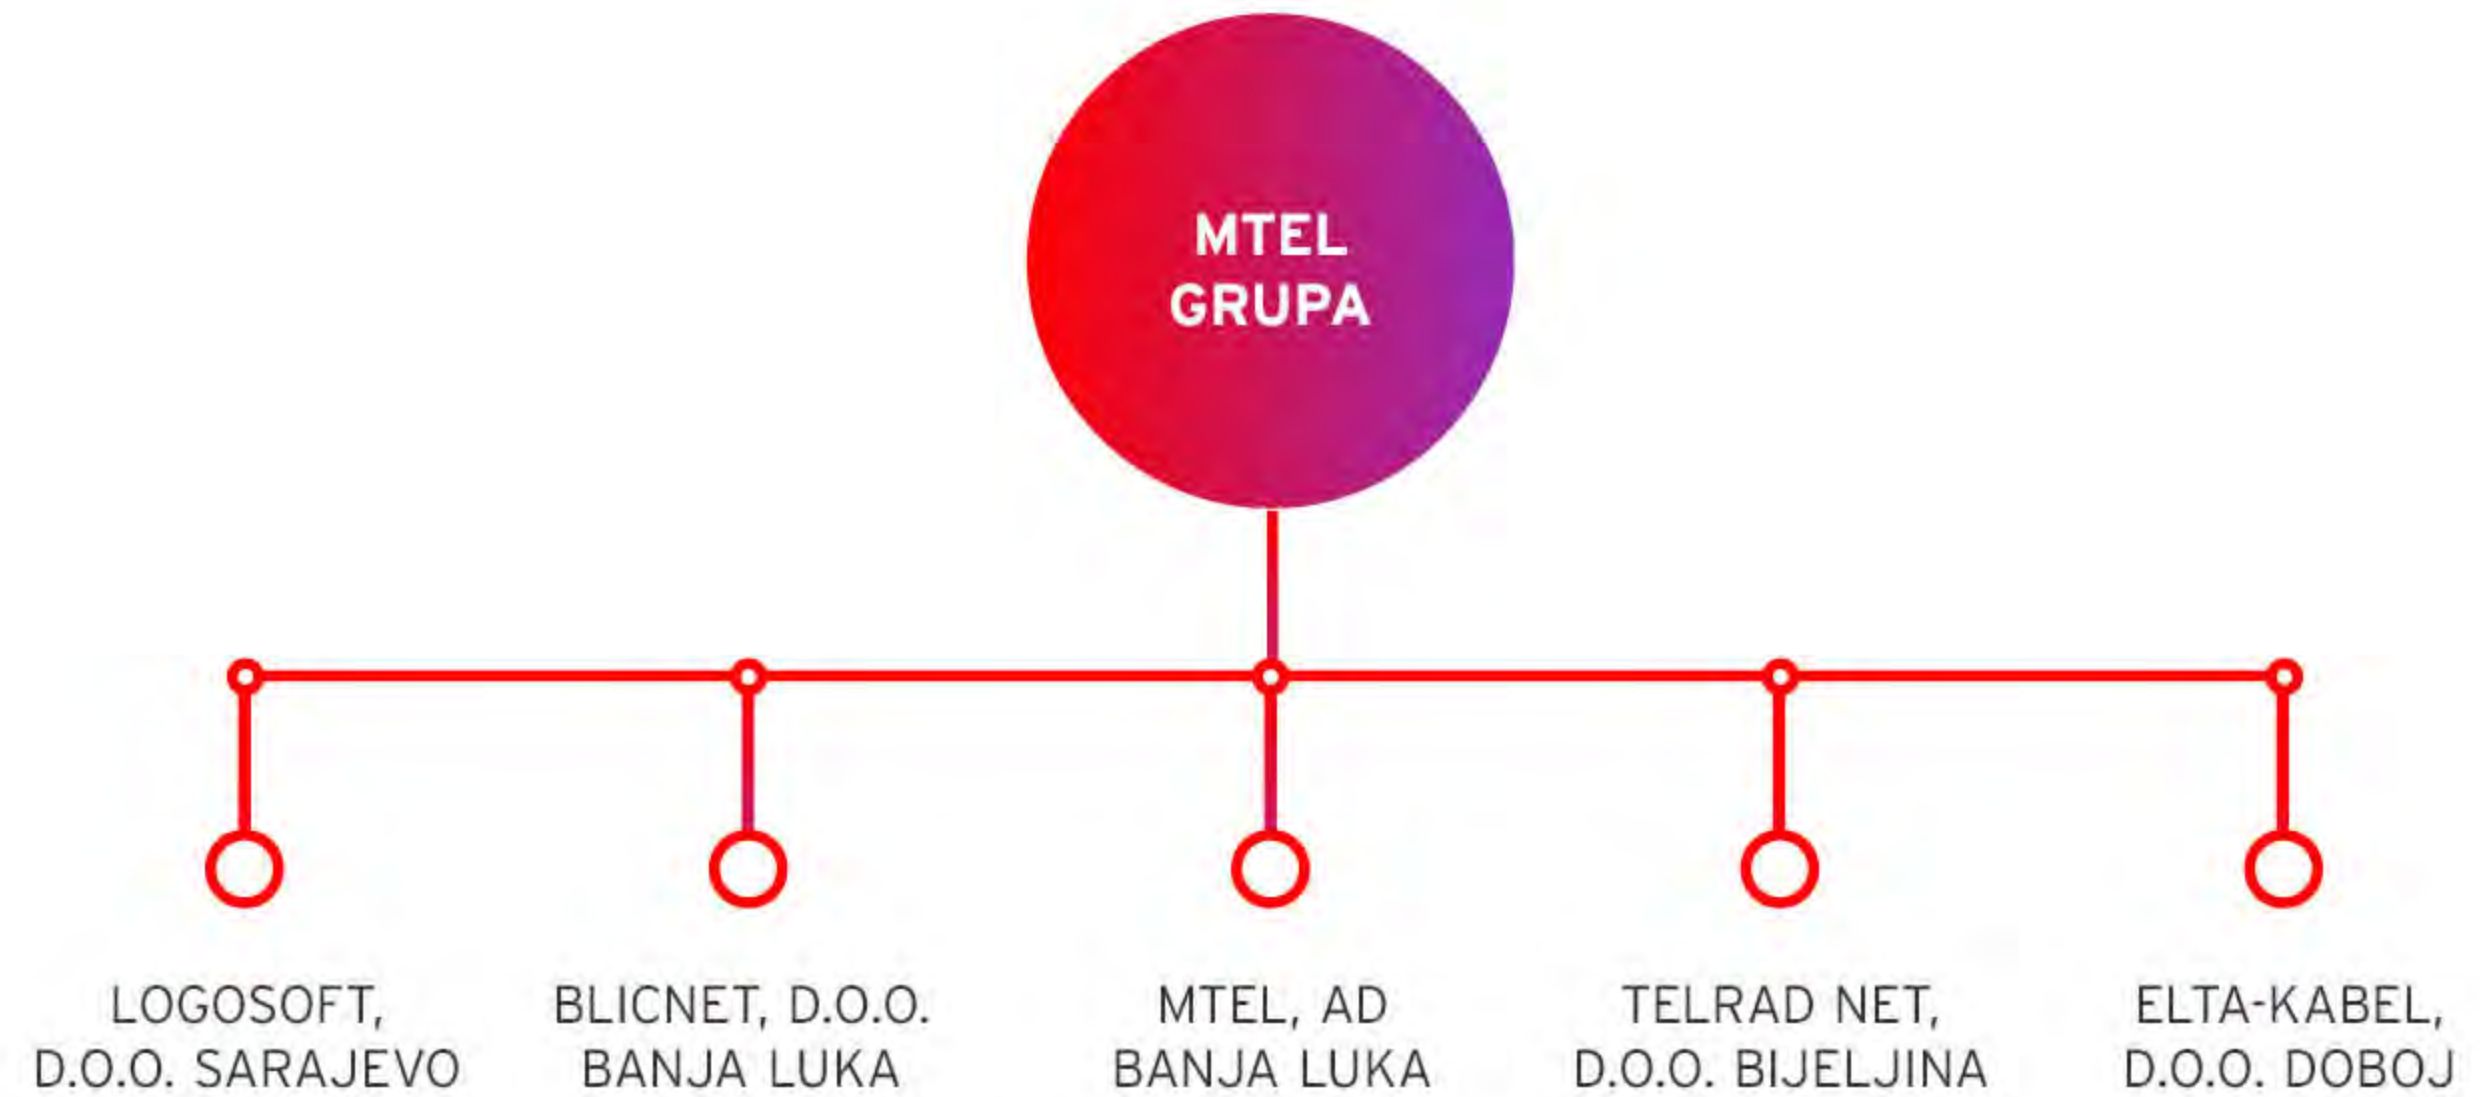 MTEL
GRUPA
LOGOSOFT,
D.O.O. SARAJEVO
BLICNET, D.O.O.
BANJA LUKA
MTEL, AD
BANJA LUKA
TELRAD NET,
D.O.O. BIJELJINA
ELTA-KABEL,
D.O.O. DOBOJ